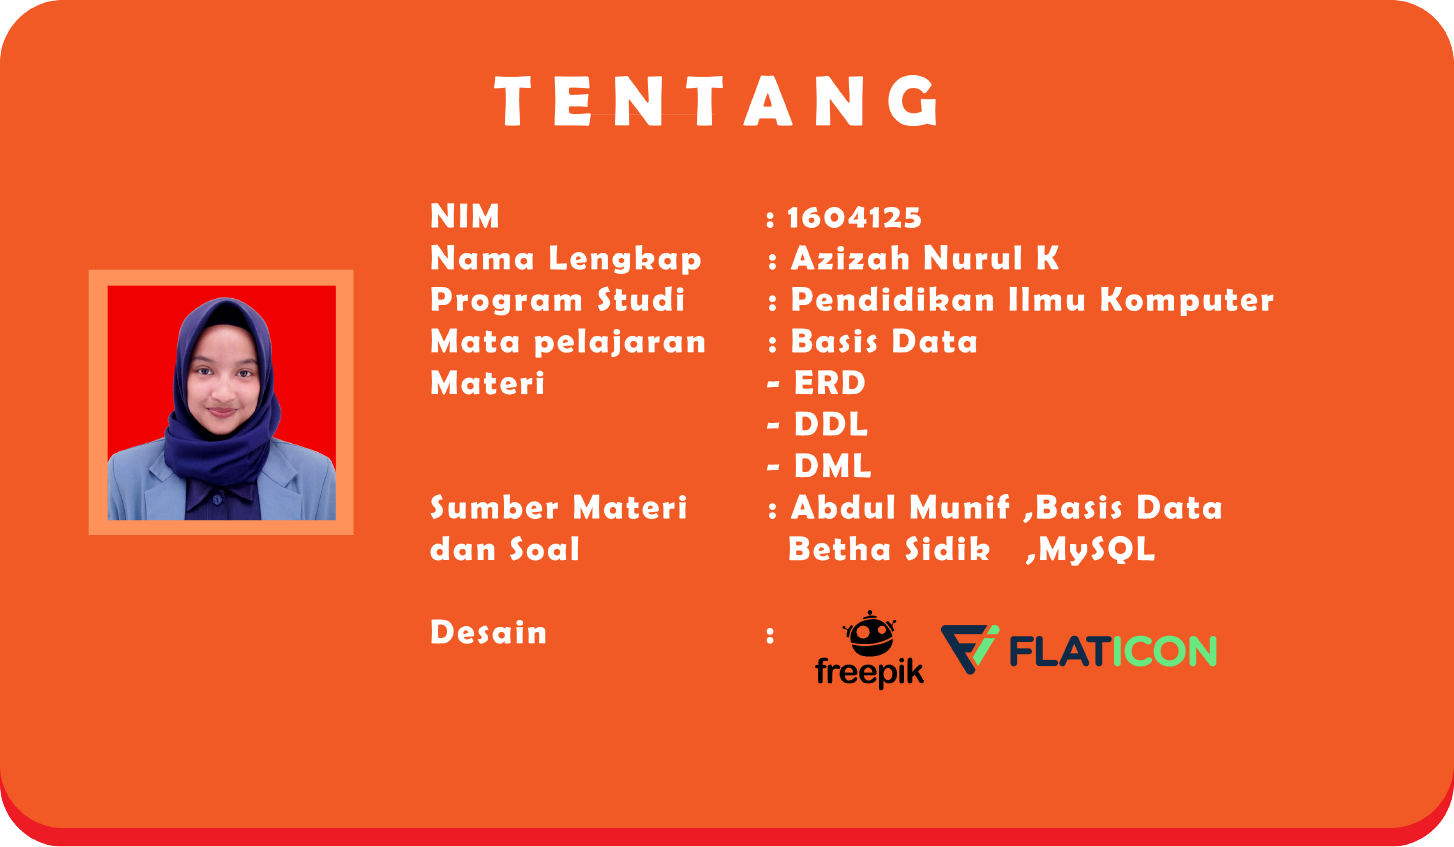 TENTANG
NIM : 1604125
Nama Lengkap : Azizah Nurul K
Program Studi : Pendidikan Ilmu Komputer
Mata pelajaran : Basis Data
Materi - ERD
- DDL
- DML
Sumber Materi : Abdul Munif ,Basis Data
dan Soal Betha Sidik ,MySQL
Desain : freepik FLATICON